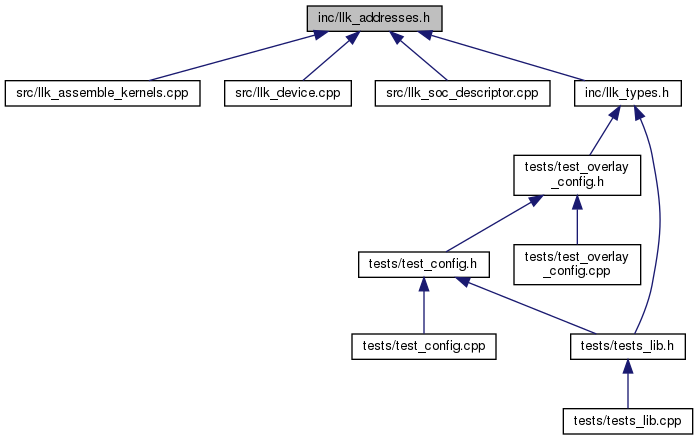 inc/llk_addresses.h
src/llk_assemble_kernels.cpp
src/llk_device.cpp
src/llk_soc_descriptor.cpp
inc/llk_types.h
tests/test_overlay
_config.h
tests/test_config.h
tests/test_overlay
_config.cpp
tests/test_config.cpp
tests/tests_lib.h
tests/tests_lib.cpp